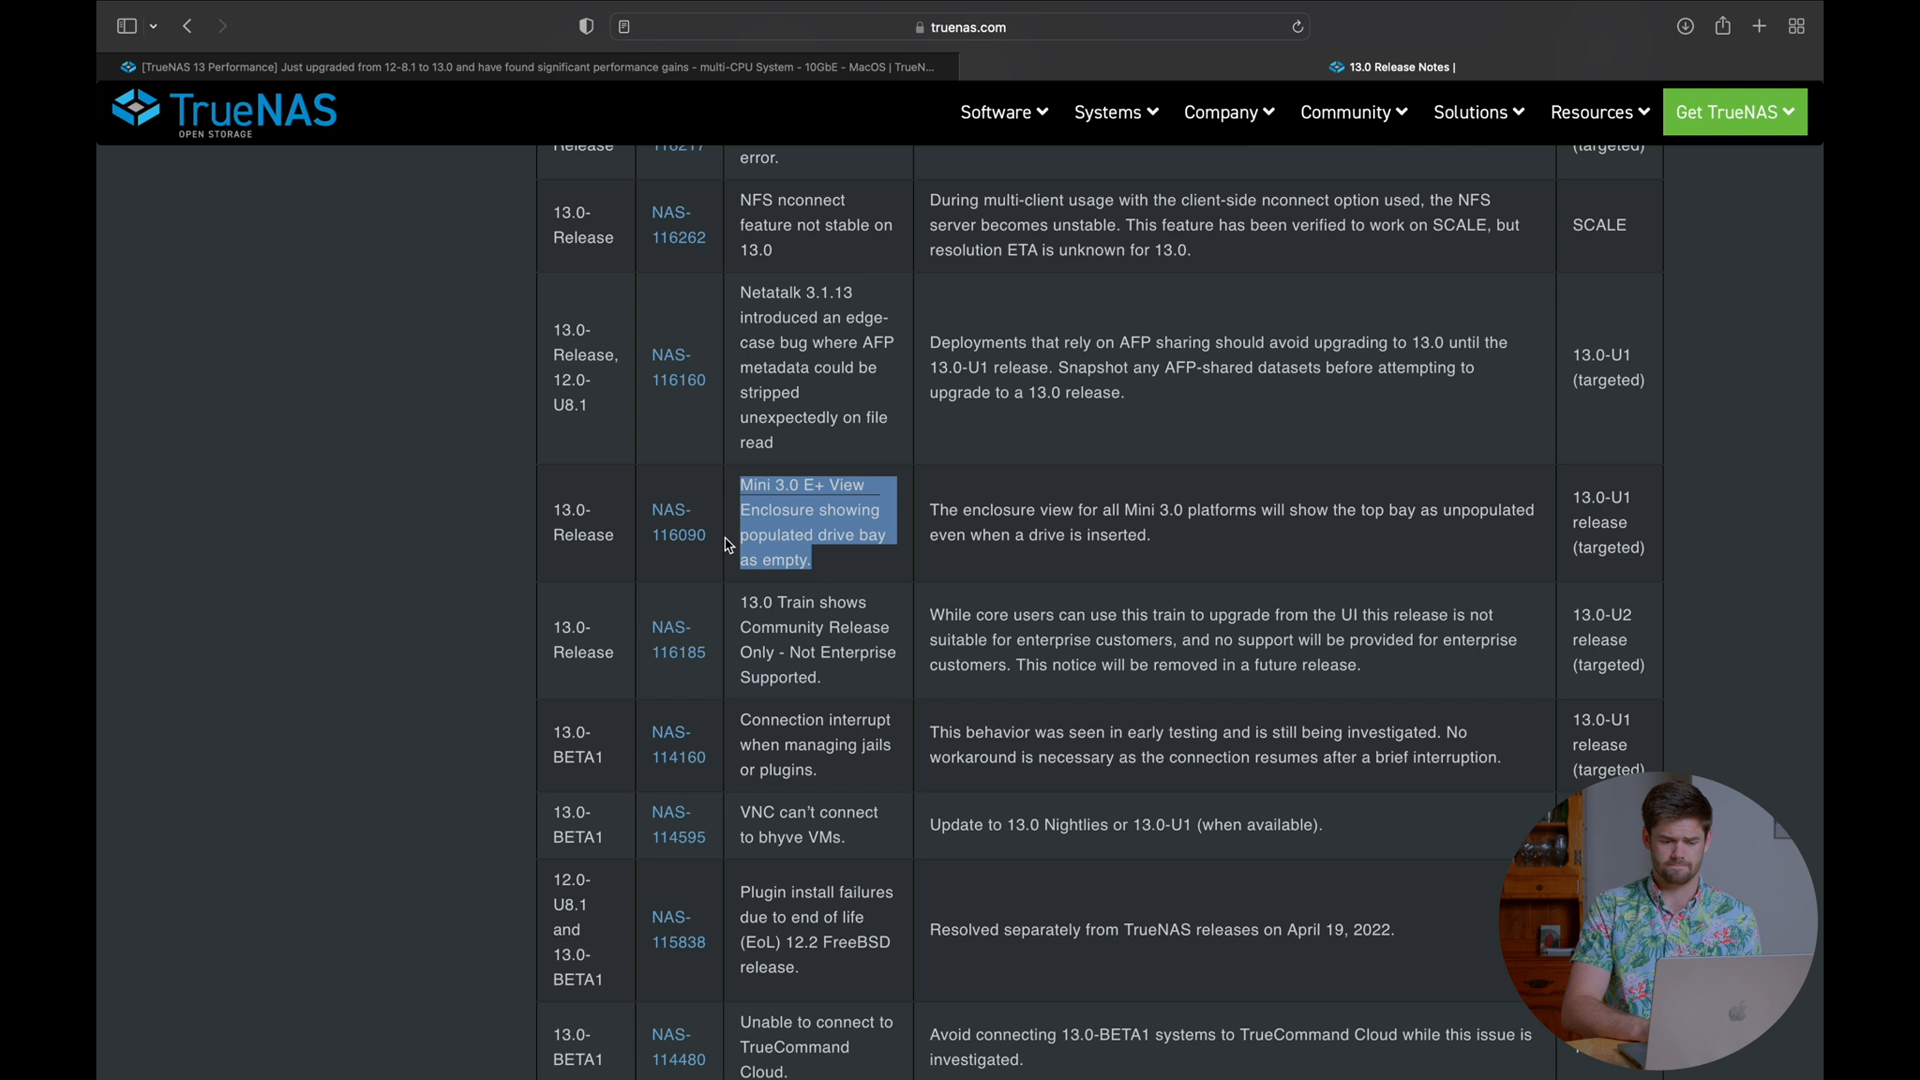 truenas.com
[TrueNAS 13 Performance] Just upgraded from 12-8.1 to 13.0 and have found significant performance gains - multi-CPU System - 10GbE - MacOS | TrueN...
13.0 Release Notes |
TrueNAS
OPEN STORAGE
Software
Systems
Company
Community
Solutions
Resources
Get TrueNAS
Release
116217
error.
(targeted)
13.0-
Release
NAS-
116262
NFS nconnect
feature not stable on
13.0
During multi-client usage with the client-side nconnect option used, the NFS
server becomes unstable. This feature has been verified to work on SCALE, but
resolution ETA is unknown for 13.0.
SCALE
13.0-
Release,
12.0-
U8.1
NAS-
116160
Netatalk 3.1.13
introduced an edge-
case bug where AFP
metadata could be
stripped
unexpectedly on file
read
Deployments that rely on AFP sharing should avoid upgrading to 13.0 until the
13.0-U1 release. Snapshot any AFP-shared datasets before attempting to
upgrade to a 13.0 release.
13.0-U1
(targeted)
13.0-
Release
NAS-
116090
Mini 3.0 E+ View
Enclosure showing
populated drive bay
as empty.
The enclosure view for all Mini 3.0 platforms will show the top bay as unpopulated
even when a drive is inserted.
13.0-U1
release
(targeted)
13.0-
Release
NAS-
116185
13.0 Train shows
Community Release
Only - Not Enterprise
Supported.
While core users can use this train to upgrade from the UI this release is not
suitable for enterprise customers, and no support will be provided for enterprise
customers. This notice will be removed in a future release.
13.0-U2
release
(targeted)
13.0-
BETA1
NAS-
114160
Connection interrupt
when managing jails
or plugins.
This behavior was seen in early testing and is still being investigated. No
workaround is necessary as the connection resumes after a brief interruption.
13.0-U1
release
(targeted)
13.0-
BETA1
NAS-
114595
VNC can't connect
to bhyve VMs.
Update to 13.0 Nightlies or 13.0-U1 (when available).
12.0-
U8.1
and
13.0-
BETA1
NAS-
115838
Plugin install failures
due to end of life
(EoL) 12.2 FreeBSD
release.
Resolved separately from TrueNAS releases on April 19, 2022.
13.0-
BETA1
NAS-
114480
Unable to connect to
TrueCommand
Cloud.
Avoid connecting 13.0-BETA1 systems to TrueCommand Cloud while this issue is
investigated.